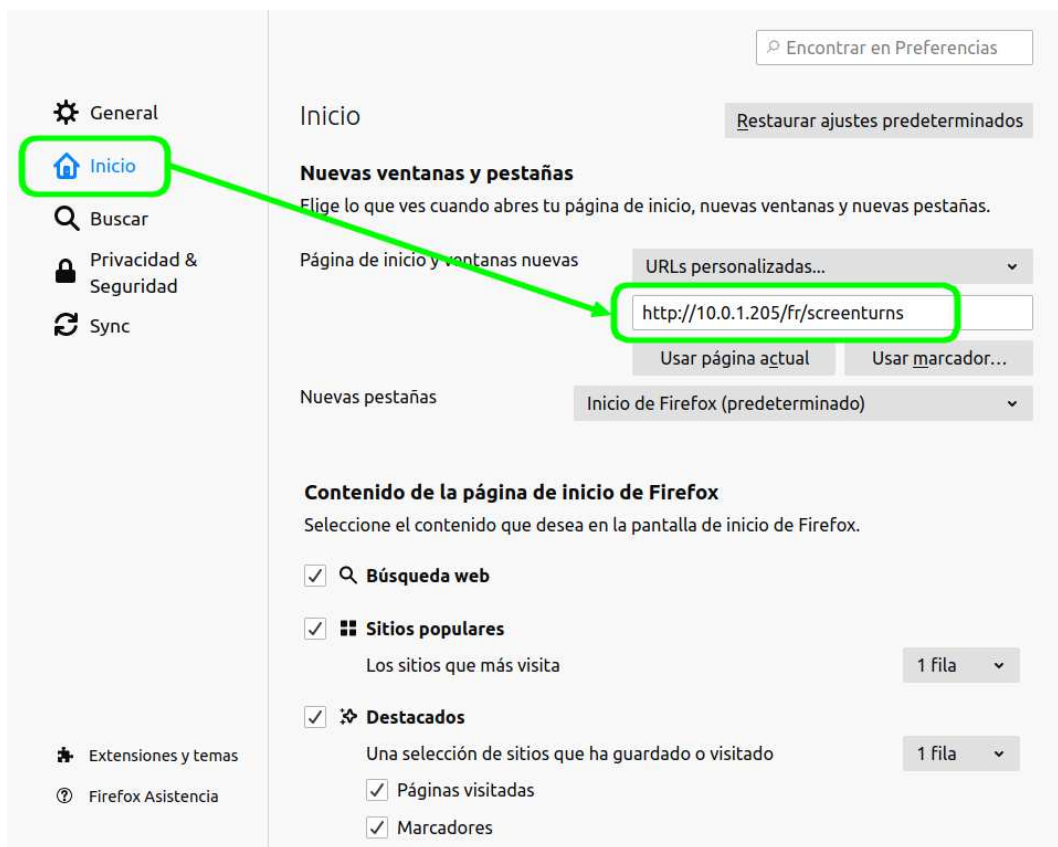 Encontrar en Preferencias
General
Inicio
Buscar
Privacidad &
Seguridad
Sync
Extensiones y temas
Firefox Asistencia
Inicio
Restaurar ajustes predeterminados
Nuevas ventanas y pestañas
Elige lo que ves cuando abres tu página de inicio, nuevas ventanas y nuevas pestañas.
Página de inicio y ventanas nuevas
URLs personalizadas...
http://10.0.1.205/fr/screenturns
Usar página actual
Usar marcador…
Nuevas pestañas
Inicio de Firefox (predeterminado)
Contenido de la página de inicio de Firefox
Seleccione el contenido que desea en la pantalla de inicio de Firefox.
Búsqueda web
Sitios populares
Los sitios que más visita
1 fila
Destacados
Una selección de sitios que ha guardado o visitado
1 fila
Páginas visitadas
Marcadores